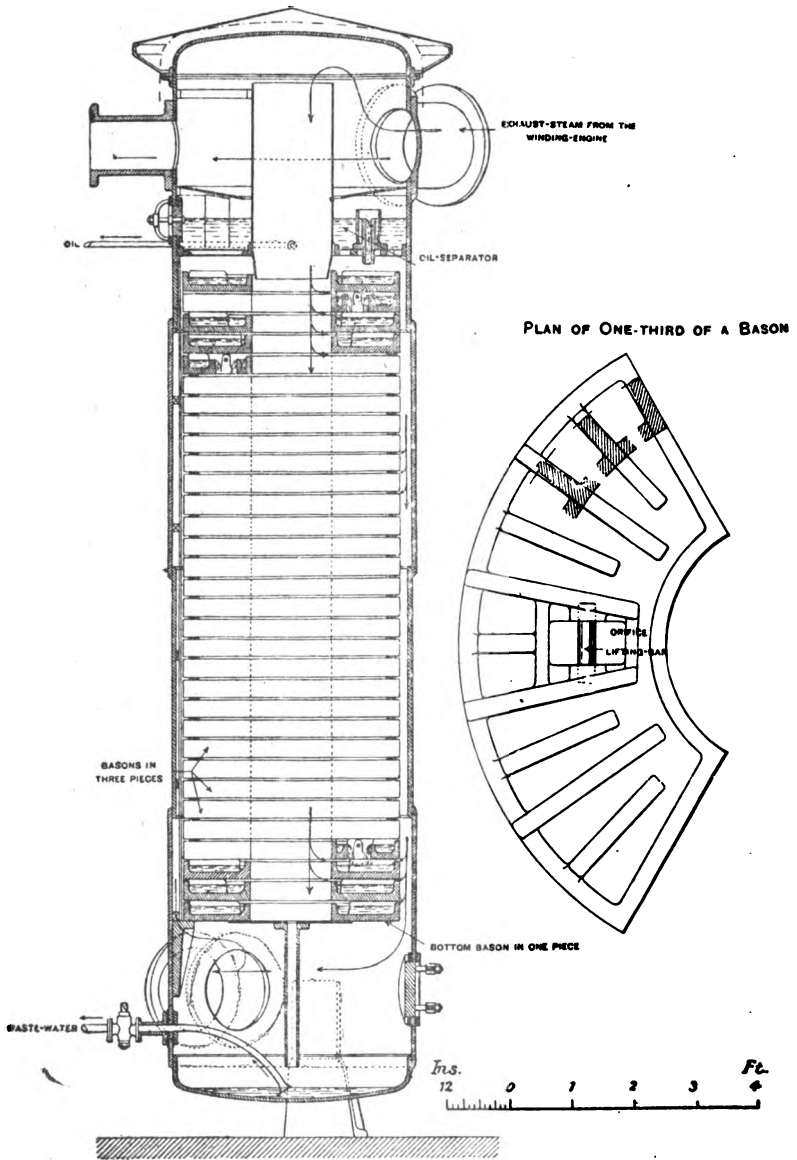 EXHAUST-STEAM FROM THE
WINDING-ENGINE
OIL
OIL-SEPARATOR
PLAN OF ONE-THIRD OF A BASON
ORIFICE
LIFTING-BAR
BASONS IN
THREE PIECES
BOTTOM BASON IN ONE PIECE
WASTE-WATER
Ins. Ft.
12 0 1 2 3 4